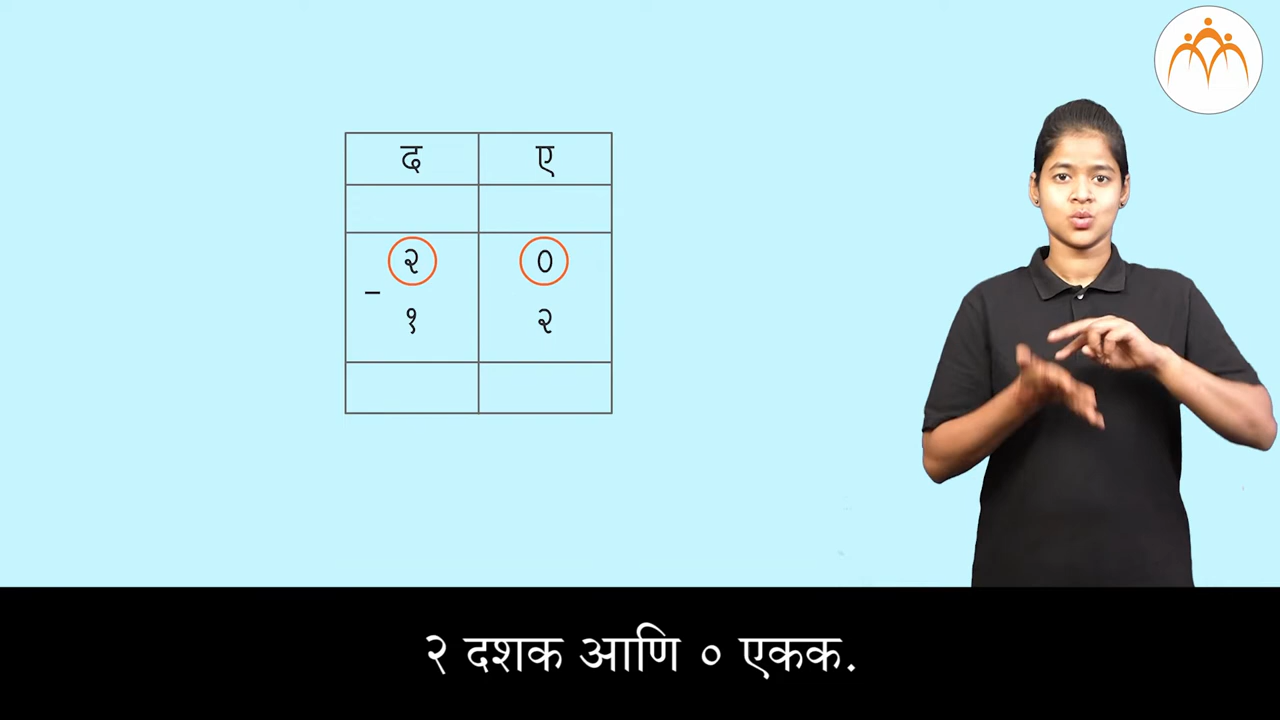 द ए
२ ०
-
१ २
२ दशक आणि ० एकक.